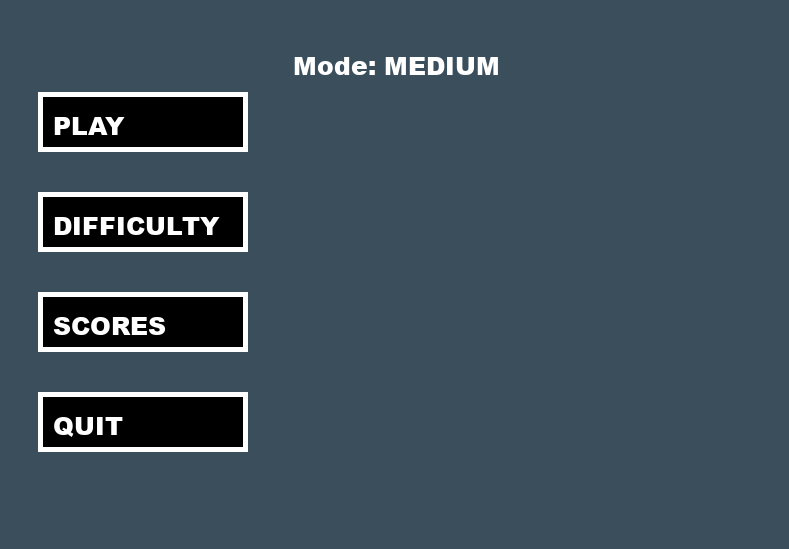 Mode: MEDIUM
PLAY
DIFFICULTY
SCORES
QUIT